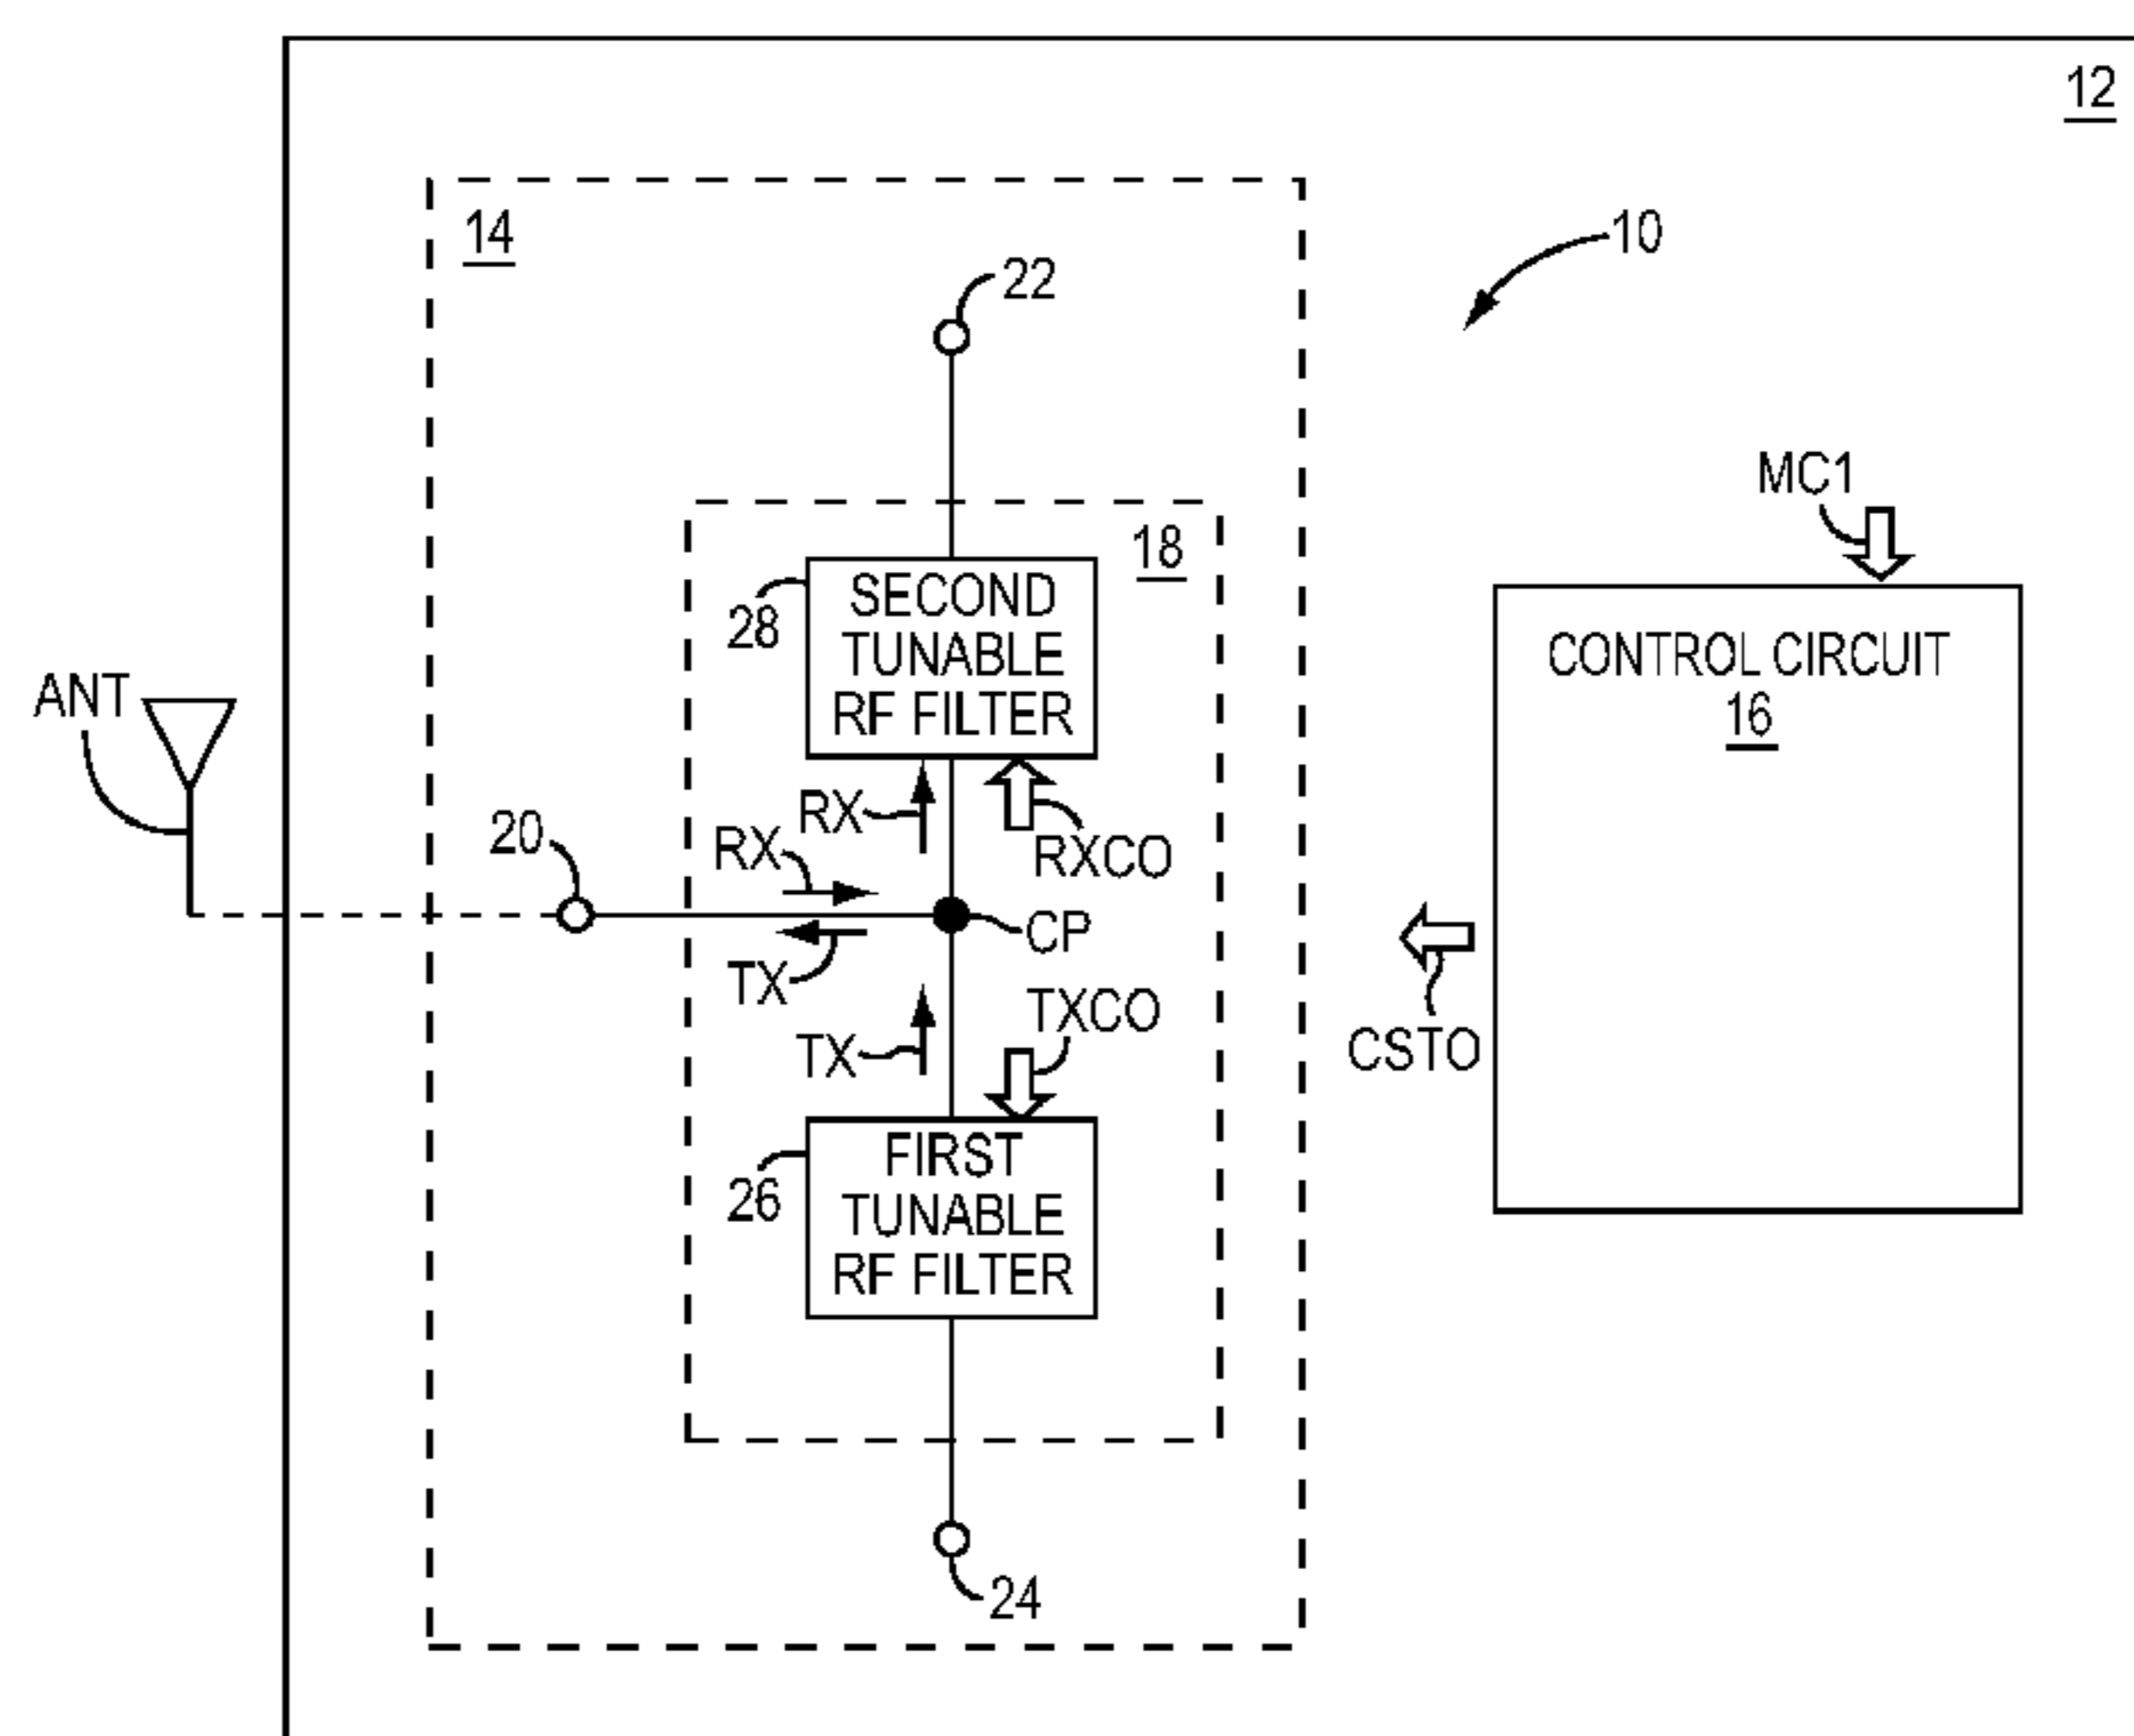 12
14
10
22
MC1
18
SECOND
TUNABLE
RF FILTER
28
CONTROL CIRCUIT
16
ANT
RX
20
RX
RXCO
CP
TX
TXCO
TX
CSTO
FIRST
TUNABLE
RF FILTER
26
24